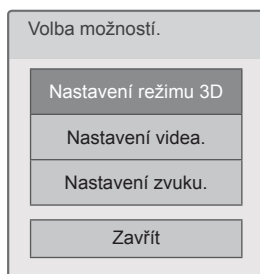 Volba možností.
Nastavení režimu 3D
Nastavení videa.
Nastavení zvuku.
Zavřít